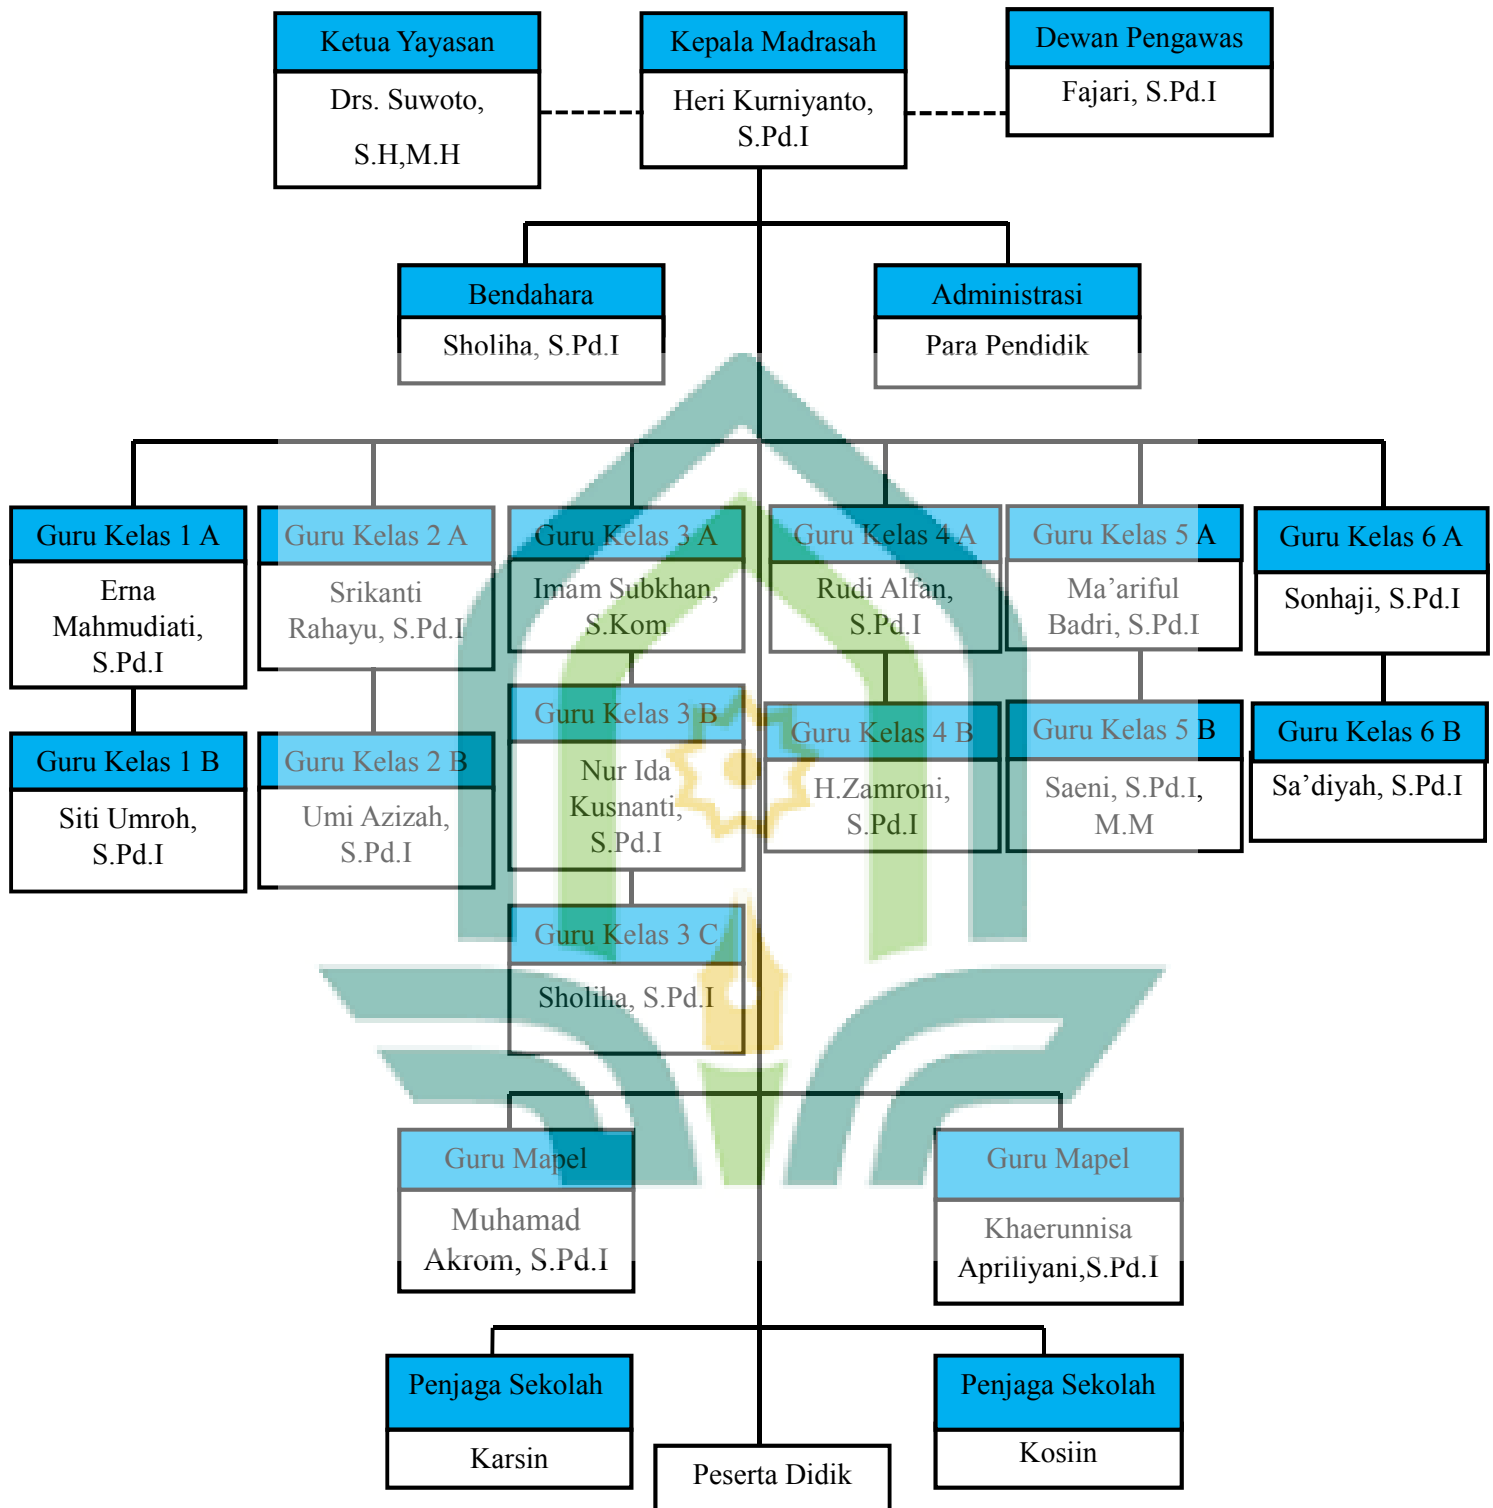 Ketua Yayasan
Drs. Suwoto,
S.H,M.H
Kepala Madrasah
Heri Kurniyanto,
S.Pd.I
Dewan Pengawas
Fajari, S.Pd.I
Bendahara
Sholiha, S.Pd.I
Administrasi
Para Pendidik
Guru Kelas 1 A
Erna
Mahmudiati,
S.Pd.I
Guru Kelas 2 A
Srikanti
Rahayu, S.Pd.I
Guru Kelas 3 A
Imam Subkhan,
S.Kom
Guru Kelas 4 A
Rudi Alfan,
S.Pd.I
Guru Kelas 5 A
Ma’ariful
Badri, S.Pd.I
Guru Kelas 6 A
Sonhaji, S.Pd.I
Guru Kelas 1 B
Siti Umroh,
S.Pd.I
Guru Kelas 2 B
Umi Azizah,
S.Pd.I
Guru Kelas 3 B
Nur Ida
Kusnanti,
S.Pd.I
Guru Kelas 4 B
H.Zamroni,
S.Pd.I
Guru Kelas 5 B
Saeni, S.Pd.I,
M.M
Guru Kelas 6 B
Sa’diyah, S.Pd.I
Guru Kelas 3 C
Sholiha, S.Pd.I
Guru Mapel
Muhamad
Akrom, S.Pd.I
Guru Mapel
Khaerunnisa
Apriliyani,S.Pd.I
Penjaga Sekolah
Karsin
Penjaga Sekolah
Kosiin
Peserta Didik